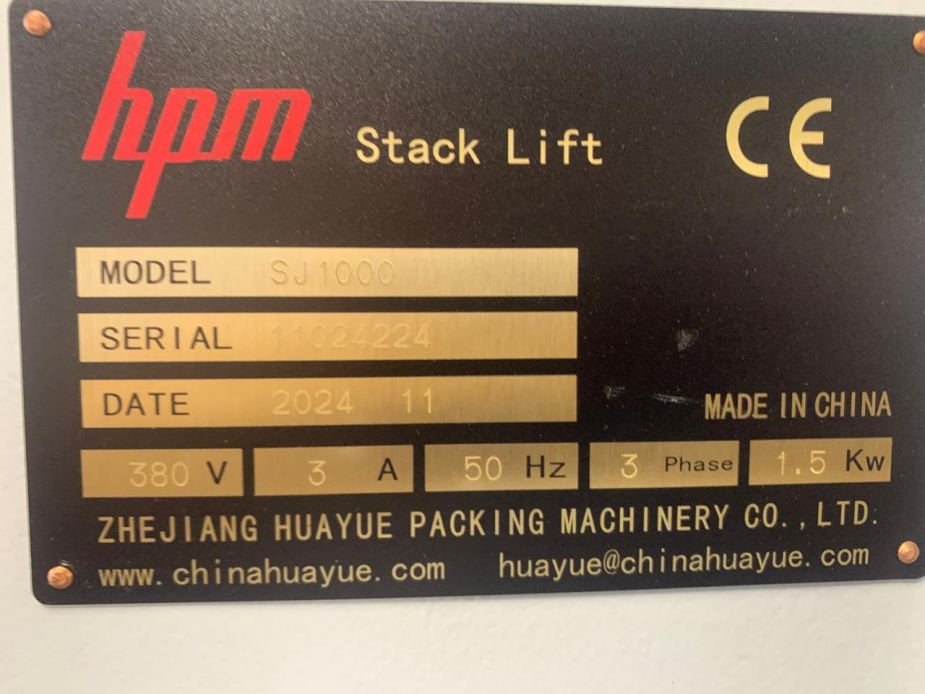 hpm Stack Lift CE
MODEL SJ1000
SERIAL 11024224
DATE 2024 11
MADE IN CHINA
380 V 3 A 50 Hz 3 Phase 1.5 Kw
ZHEJIANG HUAYUE PACKING MACHINERY CO.,LTD.
www.chinahuayue.com huayue@chinahuayue.com